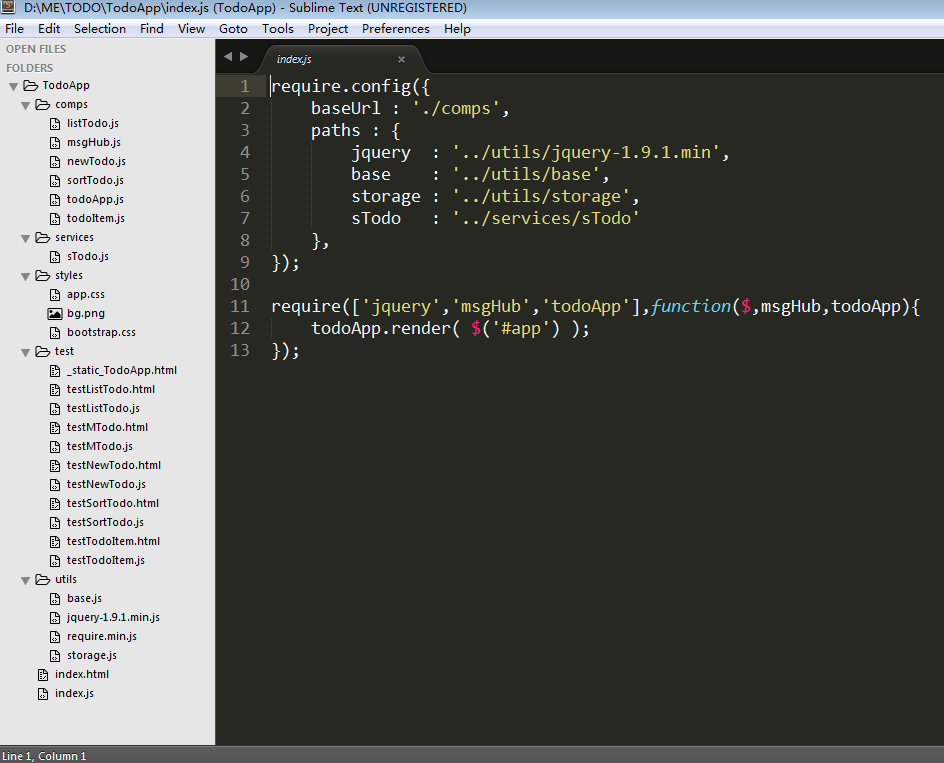 D:\ME\TODO\TodoApp\index.js (TodoApp) - Sublime Text (UNREGISTERED)
File Edit Selection Find View Goto Tools Project Preferences Help
OPEN FILES
FOLDERS
TodoApp
comps
listTodo.js
msgHub.js
newTodo.js
sortTodo.js
todoApp.js
todoItem.js
services
sTodo.js
styles
app.css
bg.png
bootstrap.css
test
_static_TodoApp.html
testListTodo.html
testListTodo.js
testMTodo.html
testMTodo.js
testNewTodo.html
testNewTodo.js
testSortTodo.html
testSortTodo.js
testTodoItem.html
testTodoItem.js
utils
base.js
jquery-1.9.1.min.js
require.min.js
storage.js
index.html
index.js
index.js ×
1 require.config({
2 baseUrl : './comps',
3 paths : {
4 jquery : '../utils/jquery-1.9.1.min',
5 base : '../utils/base',
6 storage : '../utils/storage',
7 sTodo : '../services/sTodo'
8 },
9 });
10
11 require(['jquery','msgHub','todoApp'],function($,msgHub,todoApp){
12 todoApp.render( $('#app') );
13 });
Line 1, Column 1